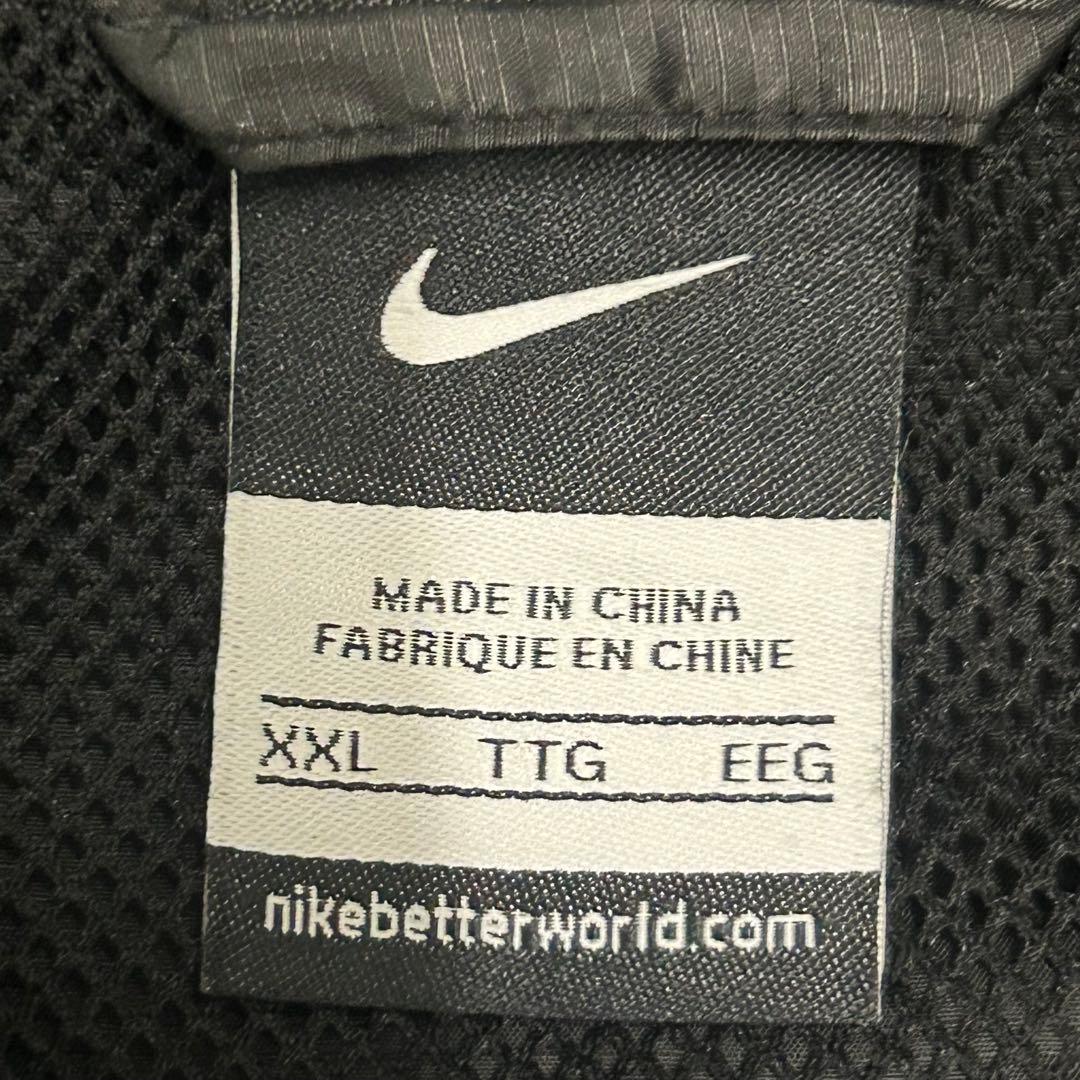 MADE IN CHINA
FABRIQUE EN CHINE
XXL TTG EEG
nikebetterworld.com